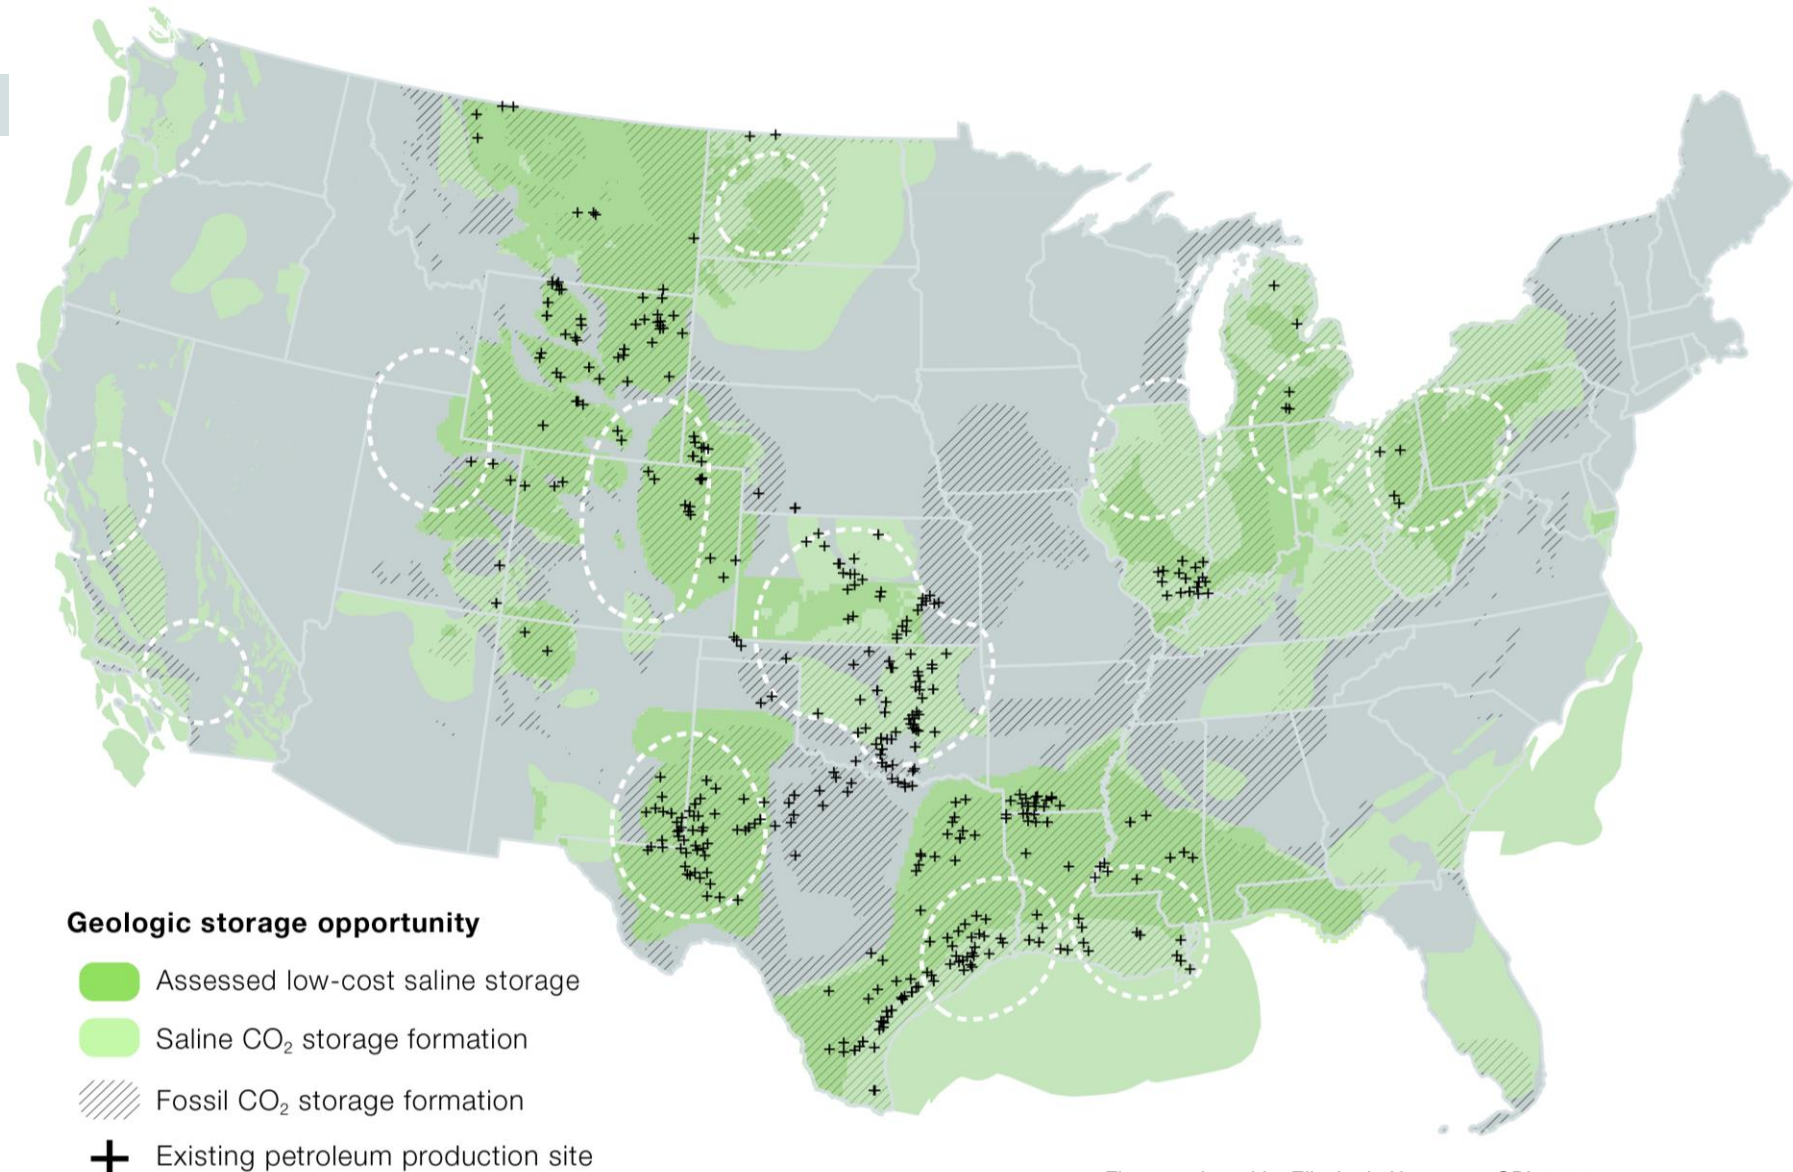 Geologic storage opportunity
Assessed low-cost saline storage
Saline CO₂ storage formation
Fossil CO₂ storage formation
Existing petroleum production site